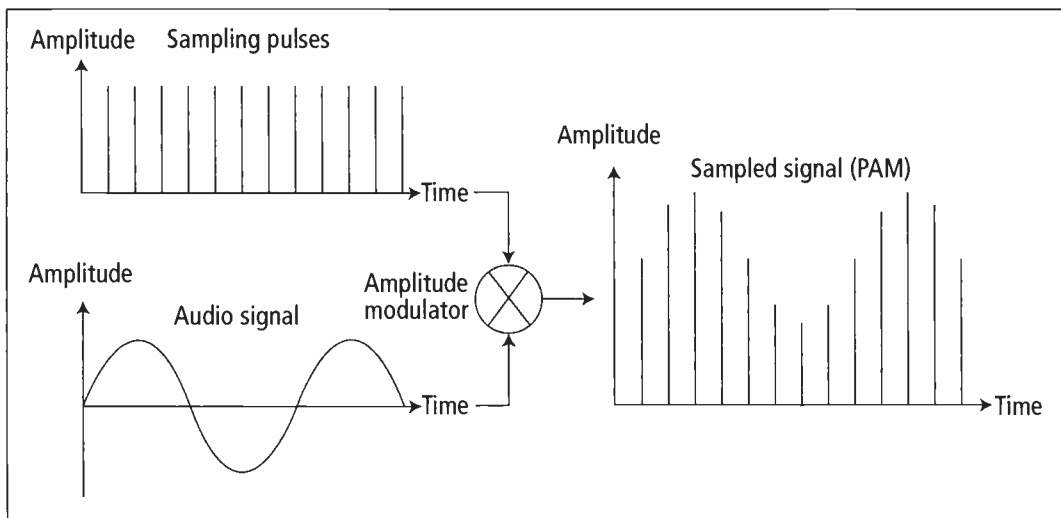 Amplitude
Sampling pulses
Time
Amplitude
Audio signal
Time
Amplitude
modulator
Amplitude
Sampled signal (PAM)
Time